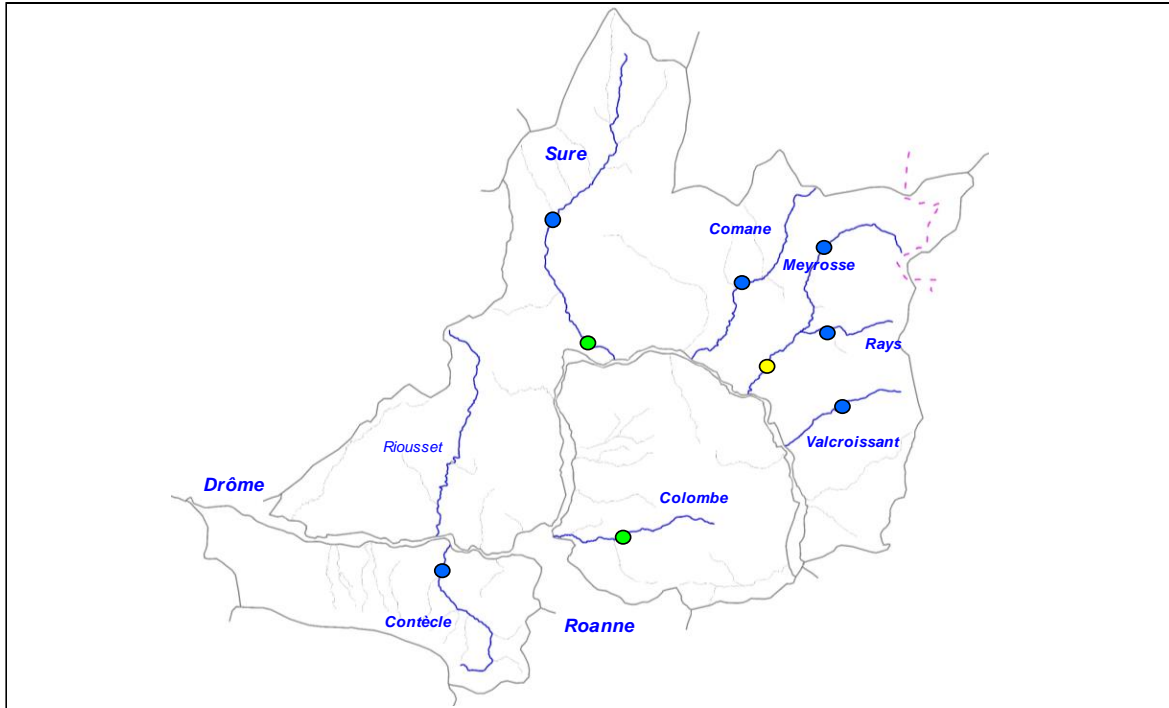 Sure
Comane
Meyrosse
Rays
Valcroissant
Riousset
Drôme
Colombe
Contècle
Roanne